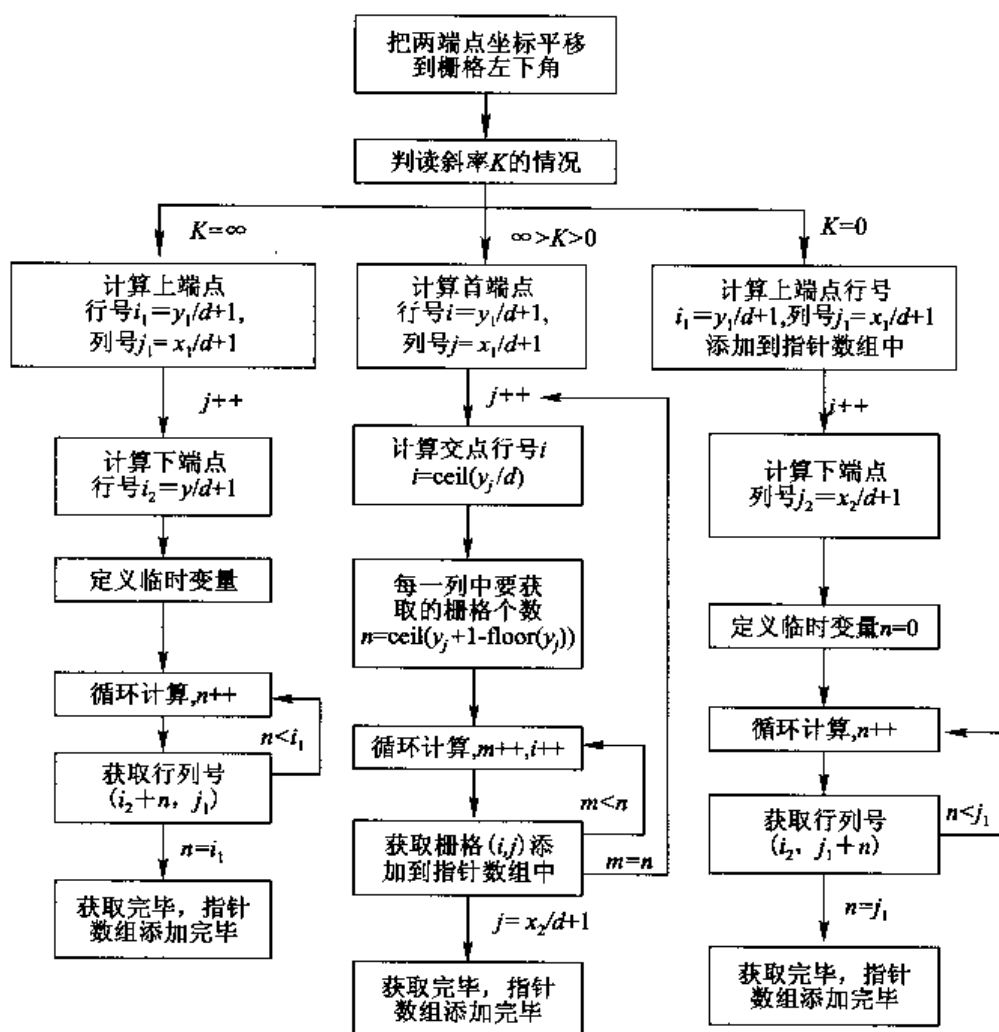 把两端点坐标平移
到栅格左下角
判读斜率K的情况
K=∞
计算上端点
行号i₁=y₁/d+1,
列号j₁=x₁/d+1
j++
计算下端点
行号i₂=y/d+1
定义临时变量
循环计算,n++
n<i₁
获取行列号
(i₂+n, j₁)
n=i₁
获取完毕，指针
数组添加完毕
∞>K>0
计算首端点
行号i=y₁/d+1,
列号j=x₁/d+1
j++
计算交点行号i
i=ceil(yⱼ/d)
每一列中要获
取的栅格个数
n=ceil(yⱼ+1-floor(yⱼ))
循环计算,m++,i++
m<n
获取栅格(i,j)添
加到指针数组中
m=n
j=x₂/d+1
获取完毕，指针
数组添加完毕
K=0
计算上端点行号
i₁=y₁/d+1,列号j₁=x₁/d+1
添加到指针数组中
i++
计算下端点
列号j₂=x₂/d+1
定义临时变量n=0
循环计算,n++
n<j₁
获取行列号
(i₂, j₁+n)
n=j₁
获取完毕，指针
数组添加完毕